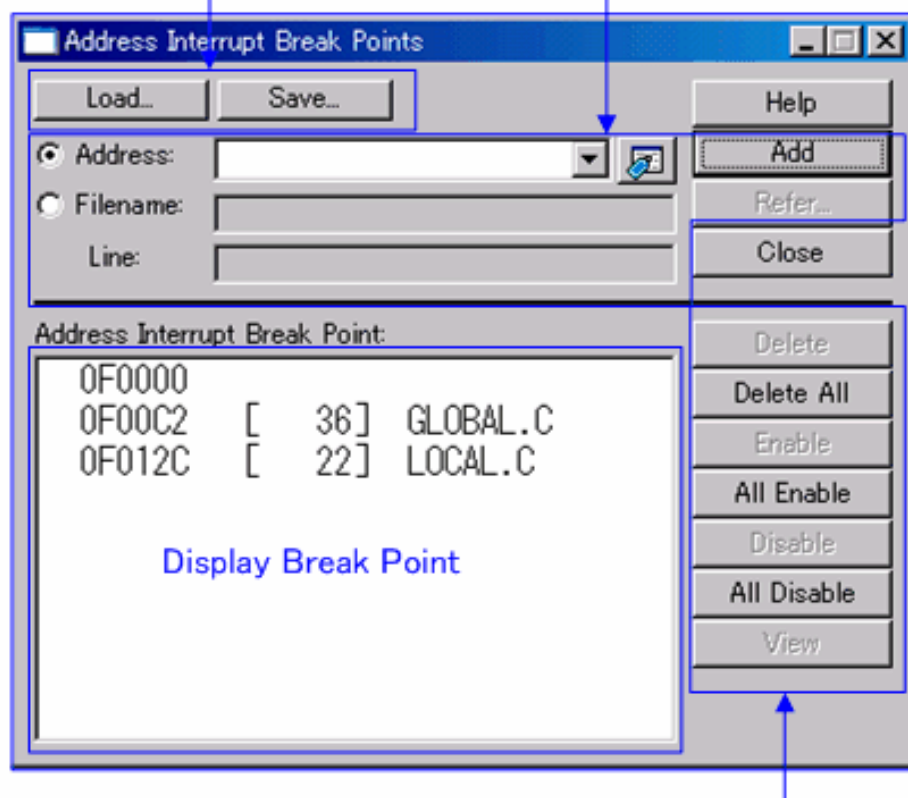 Address Interrupt Break Points
Load... Save... Help
Address: Add
Filename: Refer...
Line: Close
Address Interrupt Break Point:
0F0000
0F00C2 [ 36] GLOBAL.C
0F012C [ 22] LOCAL.C
Display Break Point
Delete
Delete All
Enable
All Enable
Disable
All Disable
View